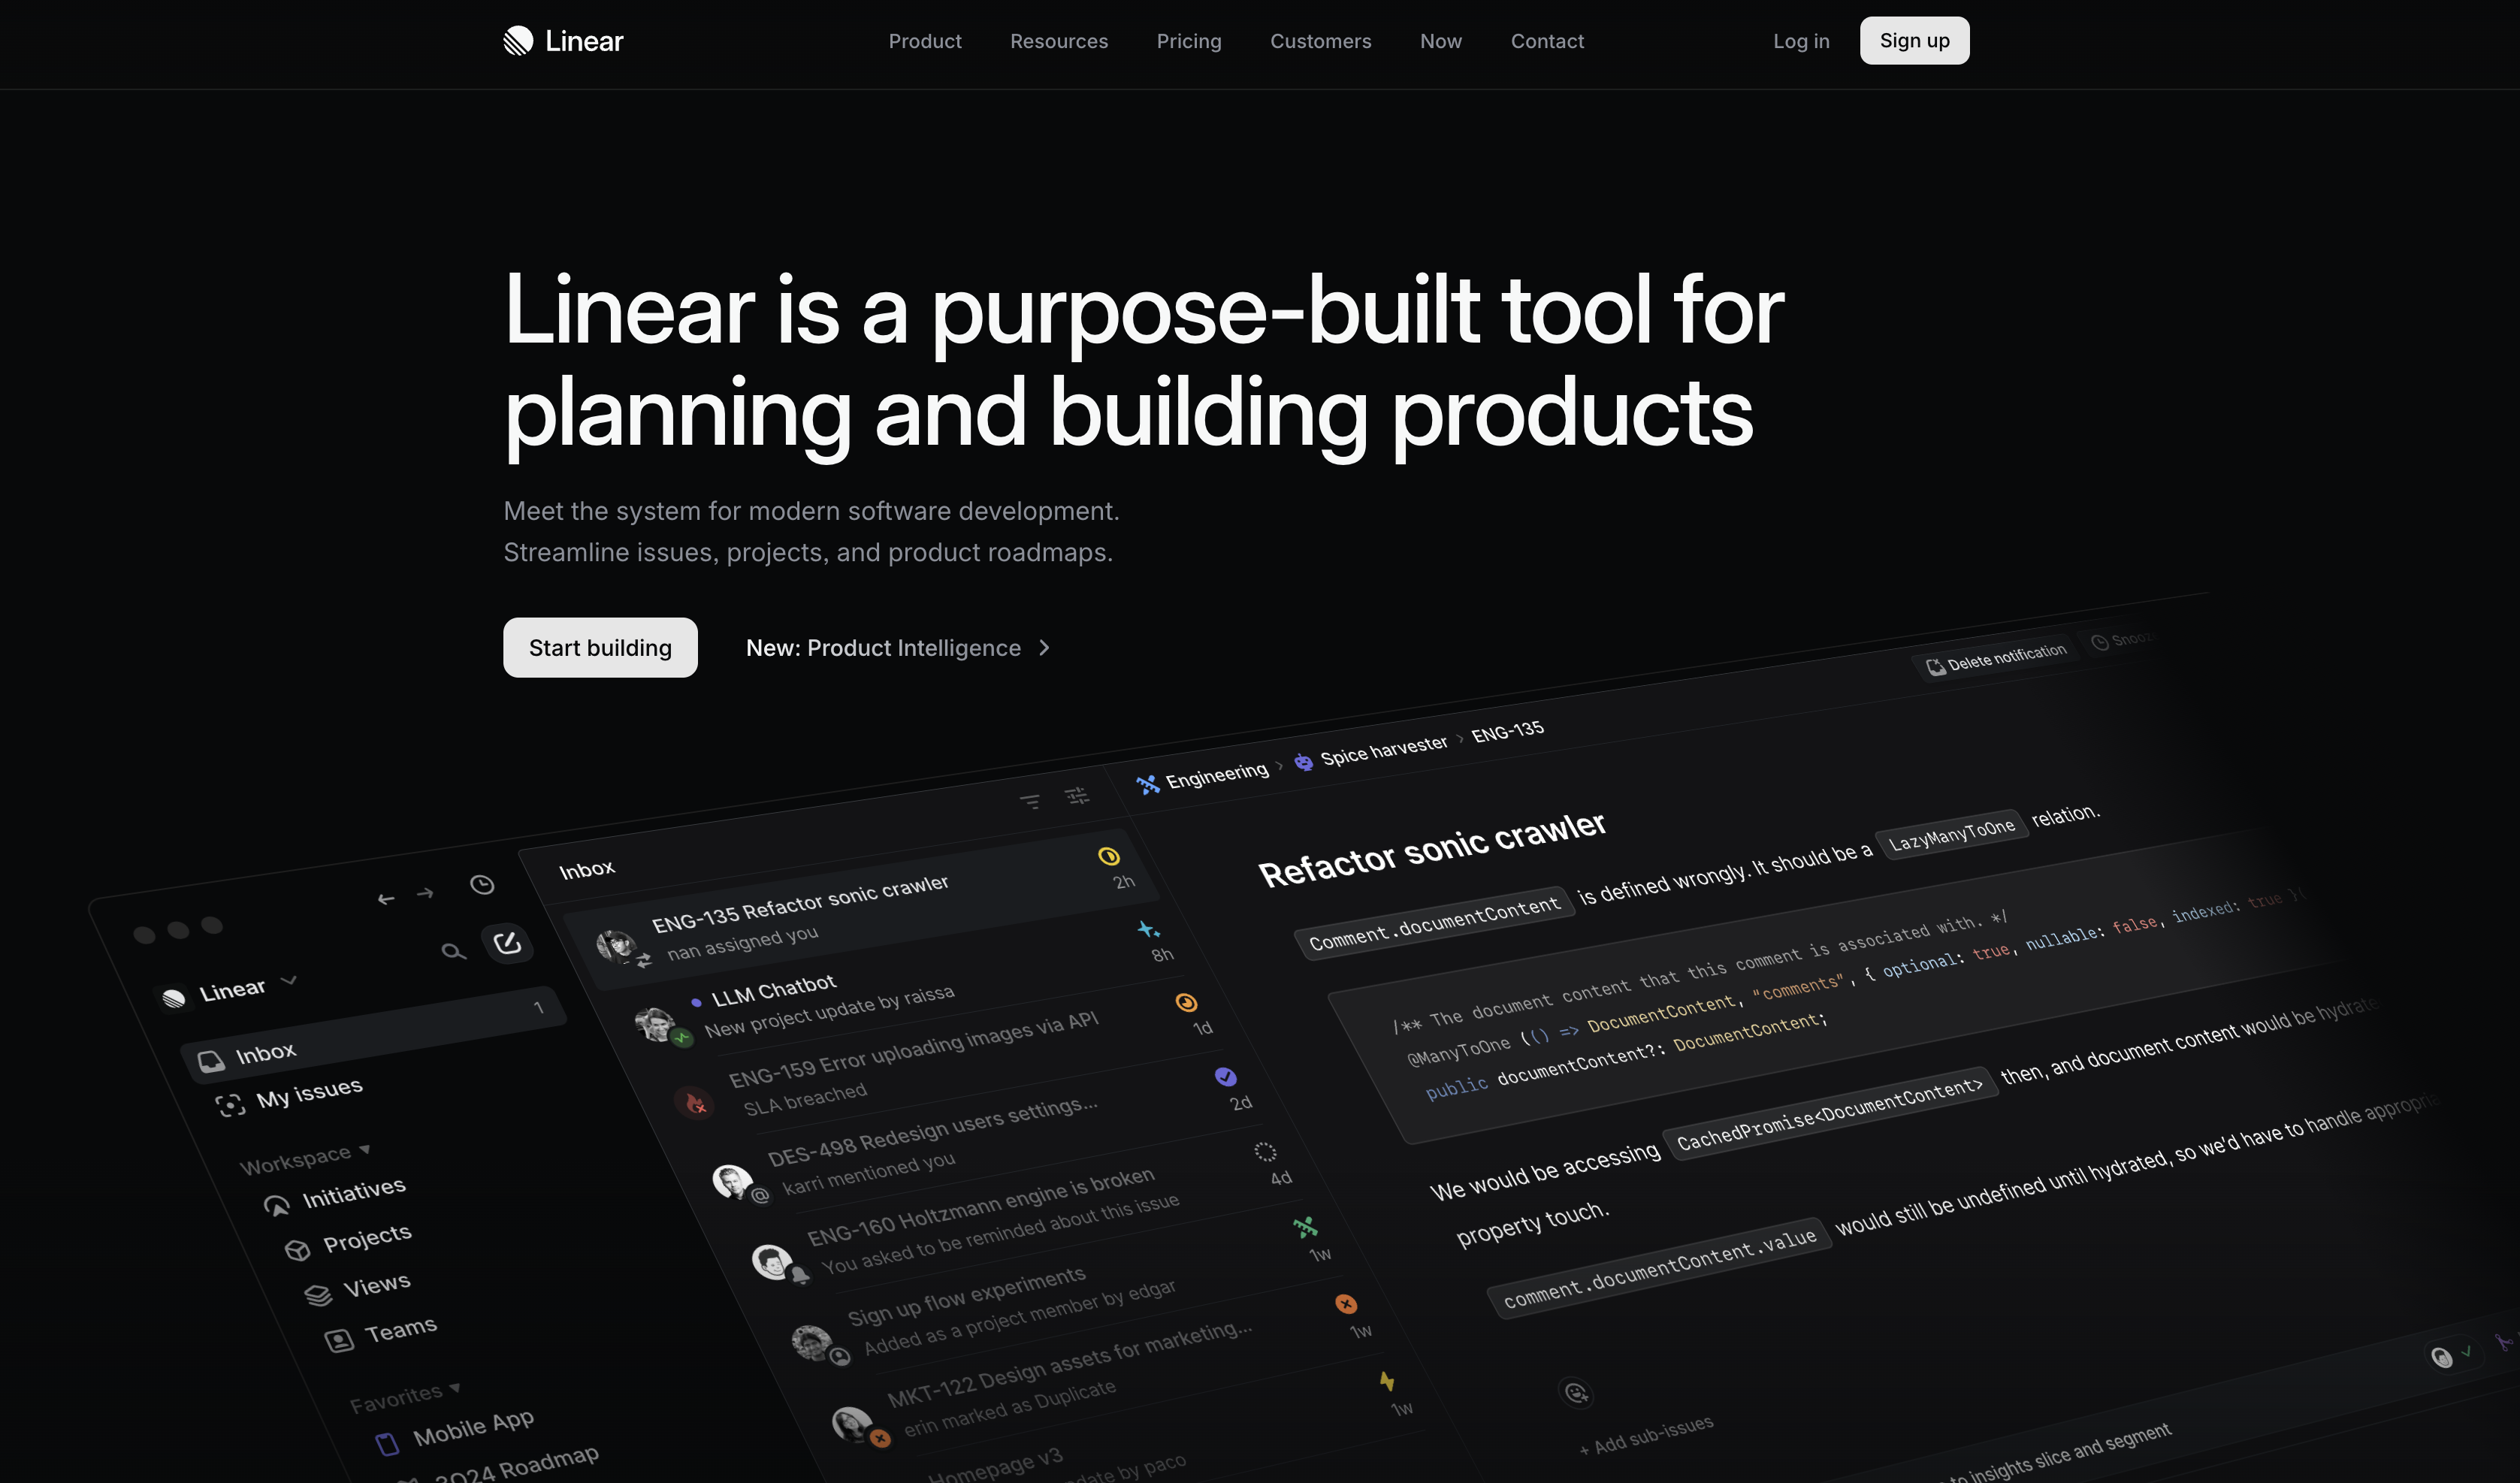 Linear
Product
Resources
Pricing
Customers
Now
Contact
Log in
Sign up
Linear is a purpose-built tool for
planning and building products
Meet the system for modern software development.
Streamline issues, projects, and product roadmaps.
Start building
New: Product Intelligence
Linear
Inbox
1
My issues
Workspace
Initiatives
Projects
Views
Teams
Favorites
Mobile App
3Q24 Roadmap
Inbox
ENG-135 Refactor sonic crawler
nan assigned you
2h
LLM Chatbot
New project update by raissa
8h
ENG-159 Error uploading images via API
SLA breached
1d
DES-498 Redesign users settings...
karri mentioned you
2d
ENG-160 Holtzmann engine is broken
You asked to be reminded about this issue
4d
Sign up flow experiments
Added as a project member by edgar
1w
MKT-122 Design assets for marketing...
erin marked as Duplicate
1w
Homepage v3
by paco
1w
Engineering › Spice harvester › ENG-135
Delete notification
Refactor sonic crawler
Comment.documentContent is defined wrongly. It should be a LazyManyToOne relation.
/** The document content that this comment is associated with. */
@ManyToOne (() => DocumentContent, "comments", { optional: true, nullable: false, indexed: true })
public documentContent?: DocumentContent;
We would be accessing CachedPromise<DocumentContent> then, and document content would be
property touch.
comment.documentContent.value would still be undefined until hydrated, so we'd have to handle
+ Add sub-issues
to insights slice and segment